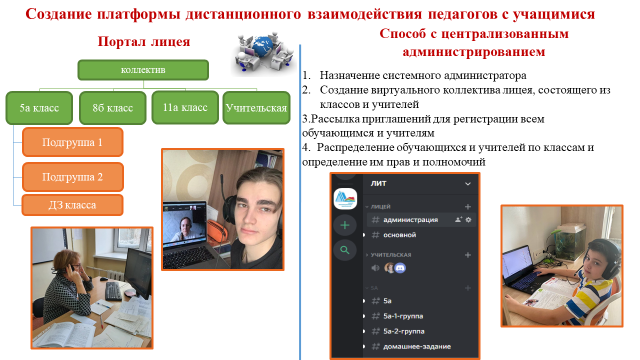 Создание платформы дистанционного взаимодействия педагогов с учащимися
Портал лицея
коллектив
5а класс
8б класс
11а класс
Учительская
Подгруппа 1
Подгруппа 2
ДЗ класса
Способ с централизованным
администрированием
1. Назначение системного администратора
2. Создание виртуального коллектива лицея, состоящего из
классов и учителей
3.Рассылка приглашений для регистрации всем
обучающимся и учителям
4. Распределение обучающихся и учителей по классам и
определение им прав и полномочий
ЛИТ
ЛИЦЕЙ
# администрация
# основной
УЧИТЕЛЬСКАЯ
5А
# 5а
# 5а-1-группа
# 5а-2-группа
# домашнее-задание